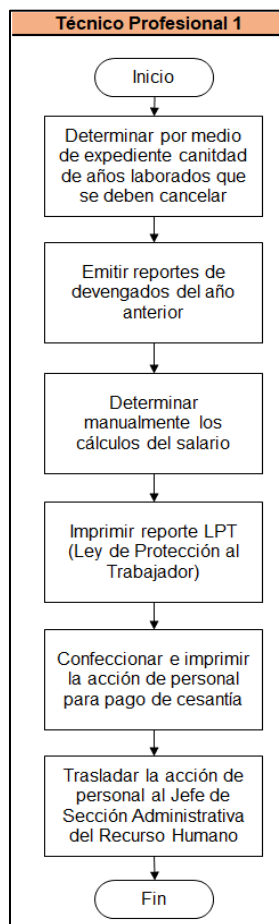 Técnico Profesional 1
Inicio
Determinar por medio
de expediente canitdad
de años laborados que
se deben cancelar
Emitir reportes de
devengados del año
anterior
Determinar
manualmente los
cálculos del salario
Imprimir reporte LPT
(Ley de Protección al
Trabajador)
Confeccionar e imprimir
la acción de personal
para pago de cesantía
Trasladar la acción de
personal al Jefe de
Sección Administrativa
del Recurso Humano
Fin